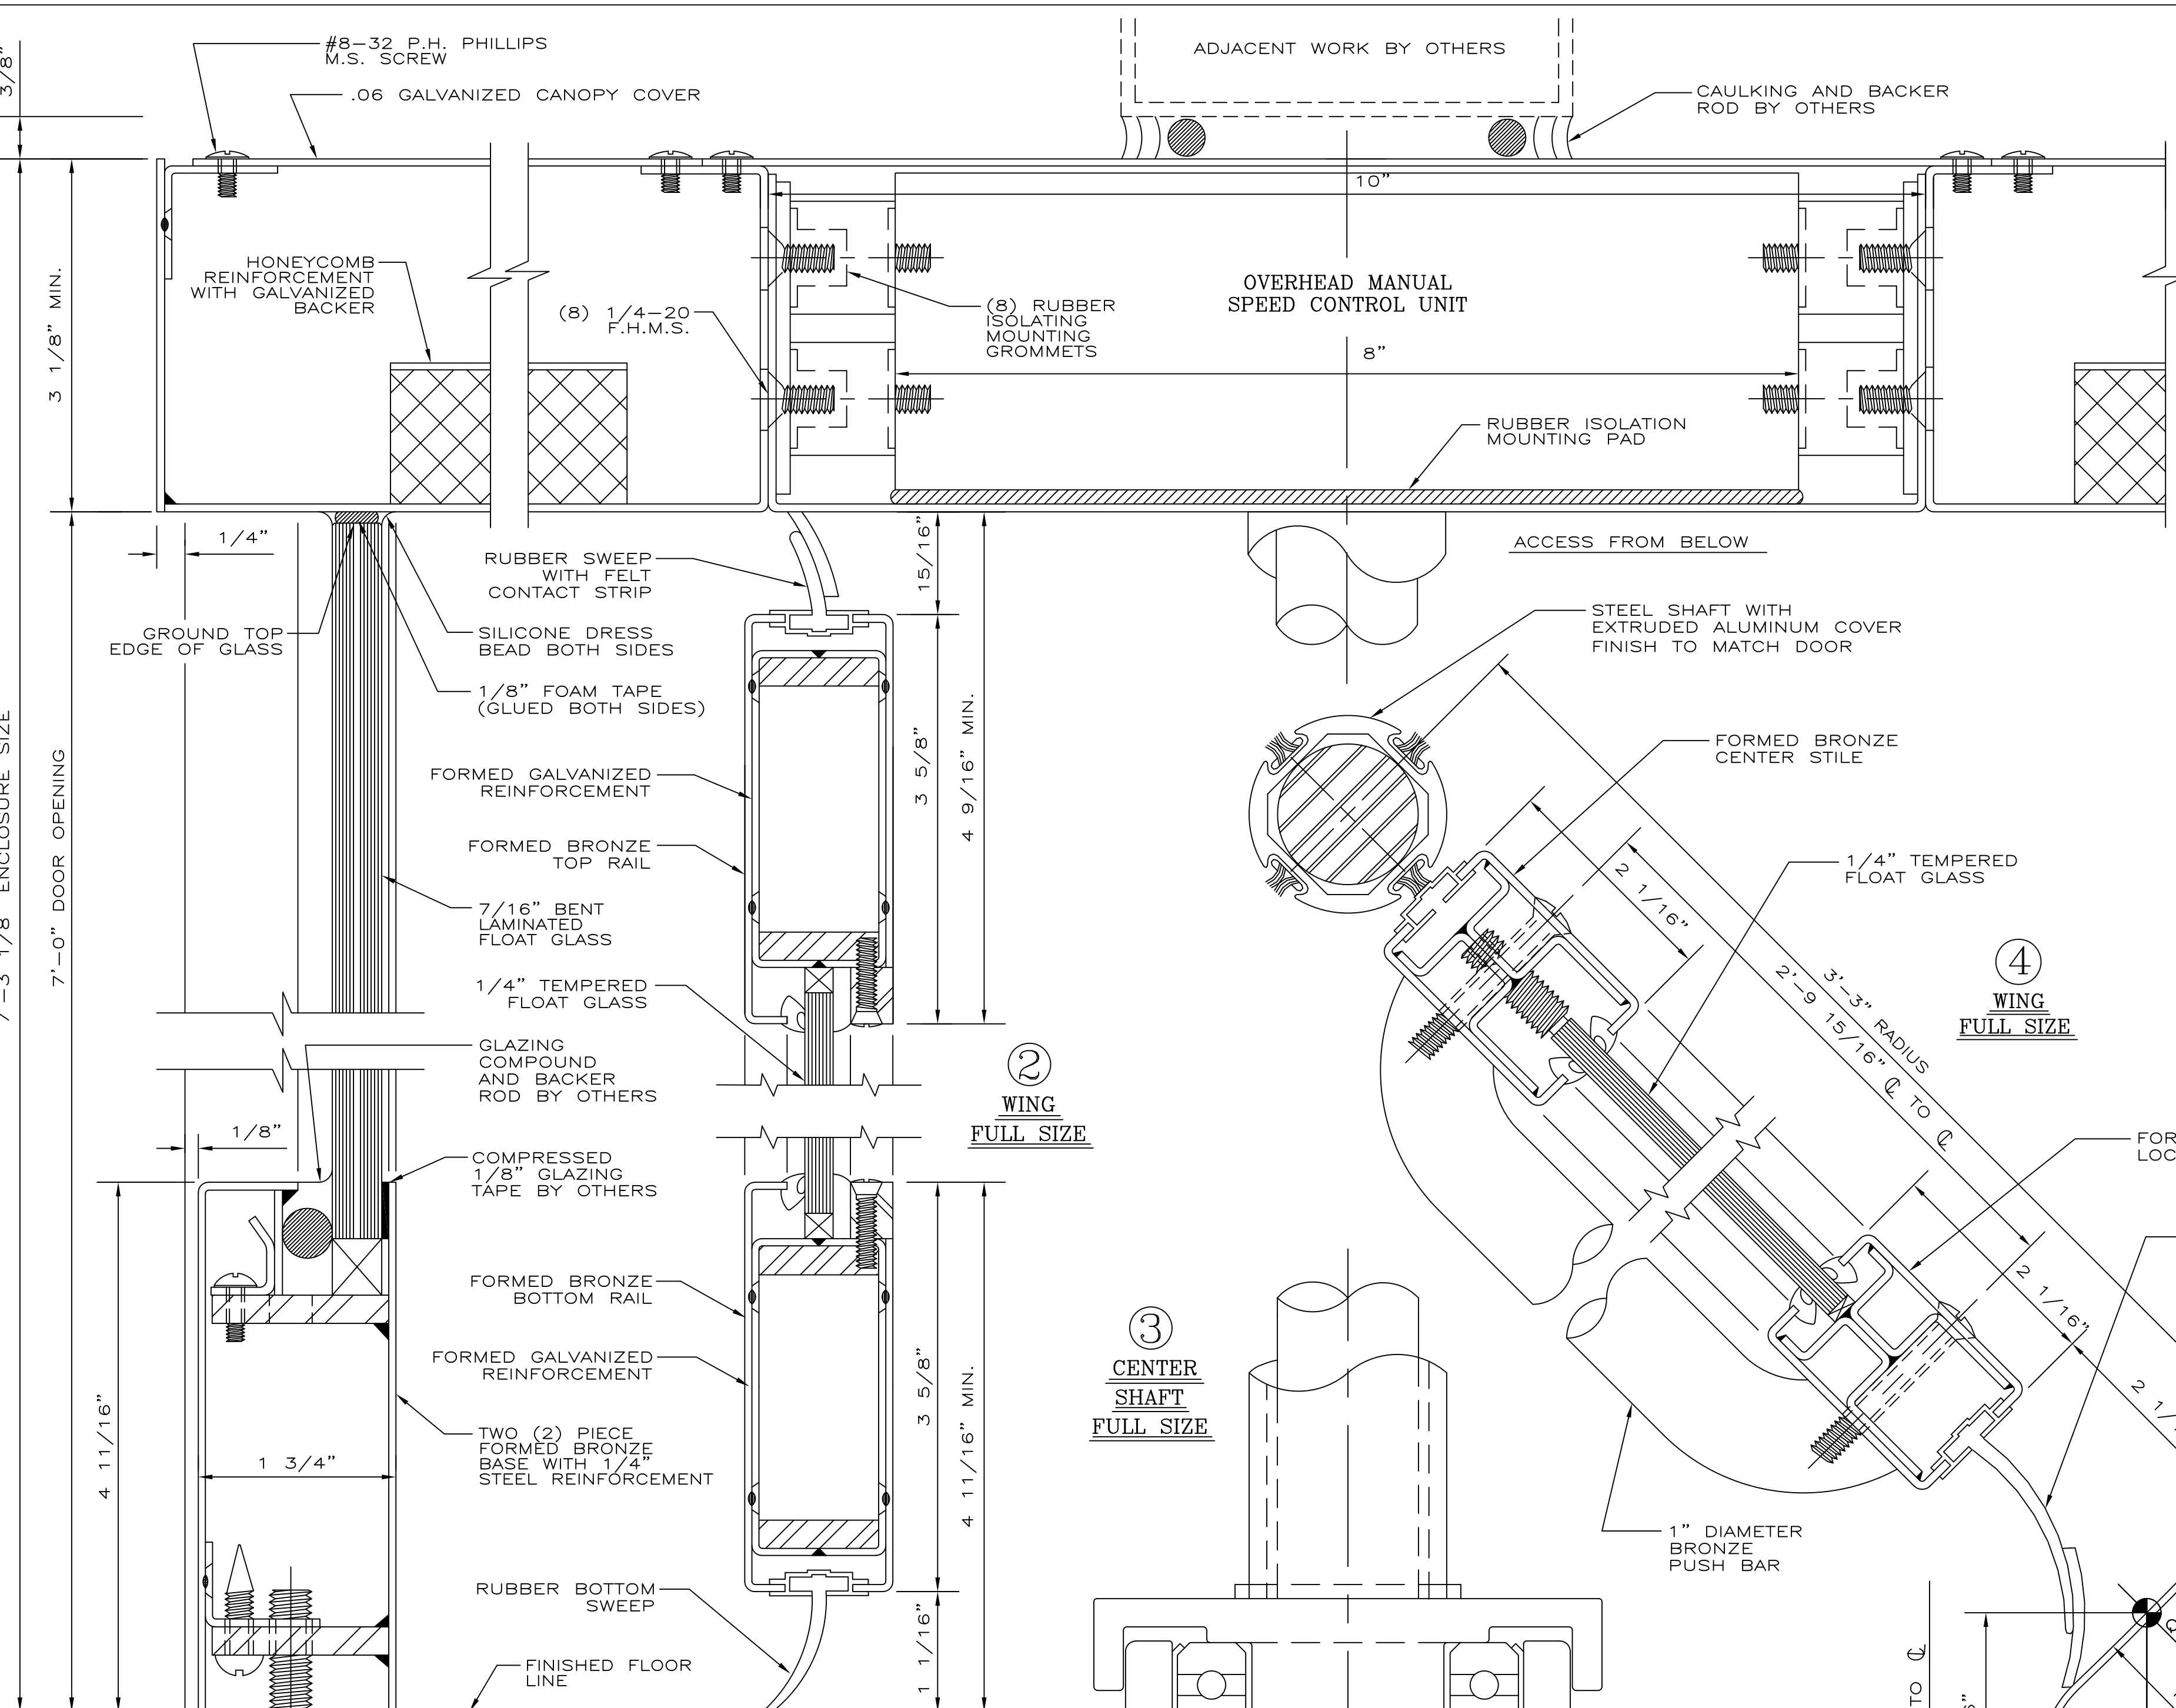 #8-32 P.H. PHILLIPS
M.S. SCREW
.06 GALVANIZED CANOPY COVER
ADJACENT WORK BY OTHERS
CAULKING AND BACKER
ROD BY OTHERS
3/8"
3 1/8" MIN.
HONEYCOMB
REINFORCEMENT
WITH GALVANIZED
BACKER
(8) 1/4-20
F.H.M.S.
10"
(8) RUBBER
ISOLATING
MOUNTING
GROMMETS
OVERHEAD MANUAL
SPEED CONTROL UNIT
8"
RUBBER ISOLATION
MOUNTING PAD
ACCESS FROM BELOW
1/4"
RUBBER SWEEP
WITH FELT
CONTACT STRIP
15/16"
GROUND TOP
EDGE OF GLASS
SILICONE DRESS
BEAD BOTH SIDES
1/8" FOAM TAPE
(GLUED BOTH SIDES)
STEEL SHAFT WITH
EXTRUDED ALUMINUM COVER
FINISH TO MATCH DOOR
FORMED BRONZE
CENTER STILE
7'-3 1/8 ENCLOSURE SIZE
7'-0" DOOR OPENING
FORMED GALVANIZED
REINFORCEMENT
FORMED BRONZE
TOP RAIL
3 5/8"
4 9/16" MIN.
7/16" BENT
LAMINATED
FLOAT GLASS
1/4" TEMPERED
FLOAT GLASS
1/4" TEMPERED
FLOAT GLASS
2 1/16"
3'-3" RADIUS
2'-9 15/16" ℄ TO ℄
4
WING
FULL SIZE
GLAZING
COMPOUND
AND BACKER
ROD BY OTHERS
2
WING
FULL SIZE
1/8"
COMPRESSED
1/8" GLAZING
TAPE BY OTHERS
FOR
LOC
FORMED BRONZE
BOTTOM RAIL
FORMED GALVANIZED
REINFORCEMENT
3 5/8"
4 11/16" MIN.
3
CENTER
SHAFT
FULL SIZE
2 1/16"
4 11/16"
1 3/4"
TWO (2) PIECE
FORMED BRONZE
BASE WITH 1/4"
STEEL REINFORCEMENT
1" DIAMETER
BRONZE
PUSH BAR
RUBBER BOTTOM
SWEEP
1 1/16"
FINISHED FLOOR
LINE
TO ℄